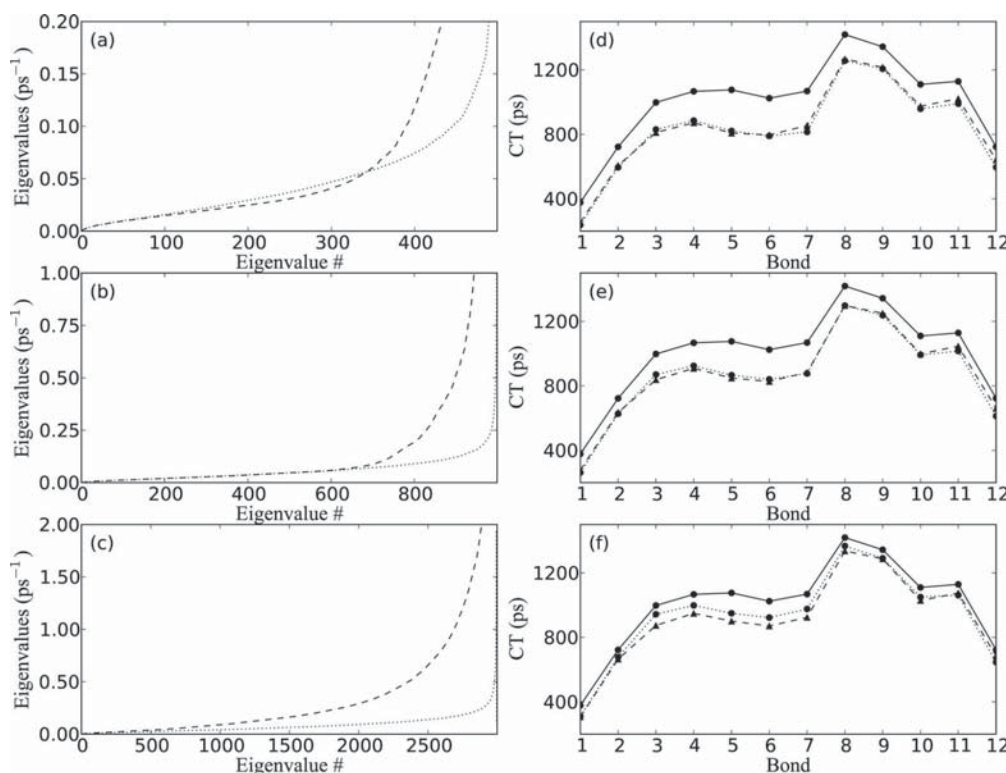 (a)
Eigenvalues (ps⁻¹)
0.20
0.15
0.10
0.05
0.00
0 100 200 300 400
Eigenvalue #
(d)
CT (ps)
1200
800
400
1 2 3 4 5 6 7 8 9 10 11 12
Bond
(b)
Eigenvalues (ps⁻¹)
1.00
0.75
0.50
0.25
0.00
0 200 400 600 800
Eigenvalue #
(e)
CT (ps)
1200
800
400
1 2 3 4 5 6 7 8 9 10 11 12
Bond
(c)
Eigenvalues (ps⁻¹)
2.00
1.50
1.00
0.50
0.00
0 500 1000 1500 2000 2500
Eigenvalue #
(f)
CT (ps)
1200
800
400
1 2 3 4 5 6 7 8 9 10 11 12
Bond